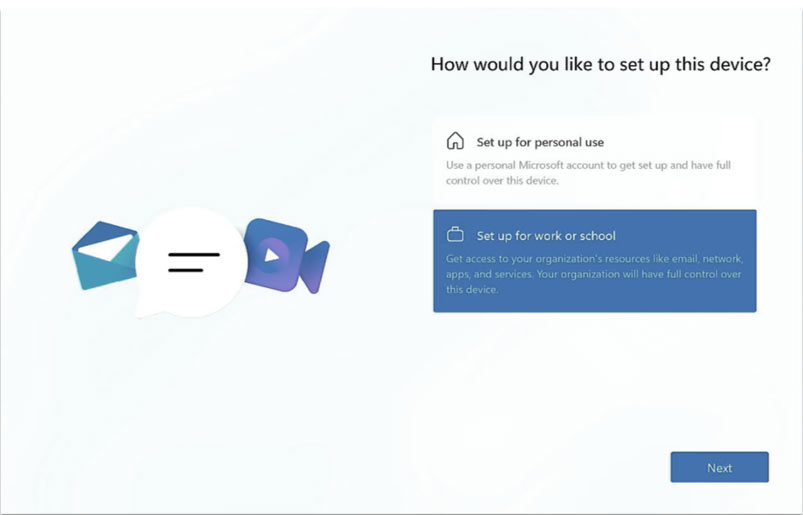 How would you like to set up this device?
Set up for personal use
Use a personal Microsoft account to get set up and have full
control over this device.
Set up for work or school
Get access to your organization's resources like email, network,
apps, and services. Your organization will have full control over
this device.
Next